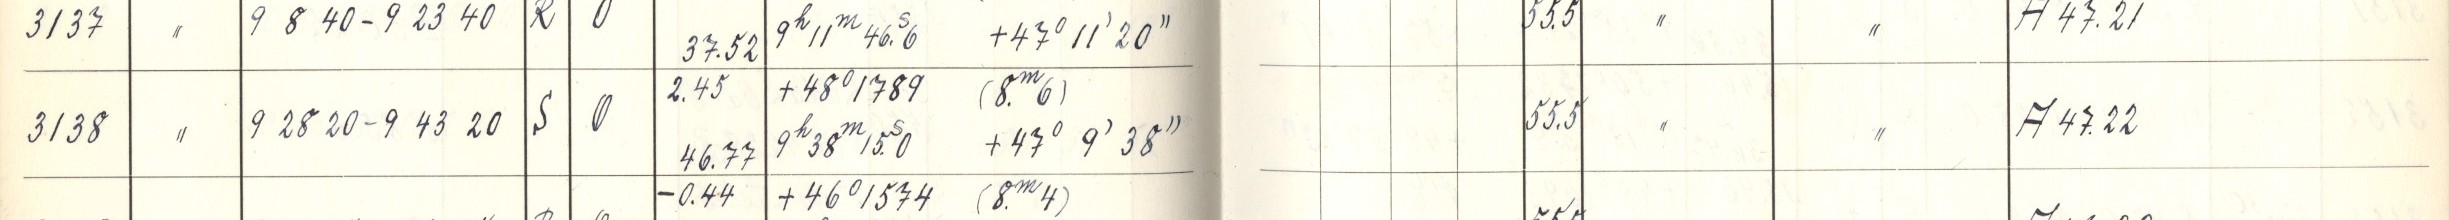 3137 〃 9 8 40 - 9 23 40 R 0 37.52 9h 11m 46.s6 +47° 11' 20" 55.5 〃 〃 A 47.21
2.45 +48° 1789 (8.m6)
3138 〃 9 28 20 - 9 43 20 S 0 46.77 9h 38m 15.s0 +47° 9' 38" 55.5 〃 〃 A 47.22
-0.44 +46° 1574 (8.m4)